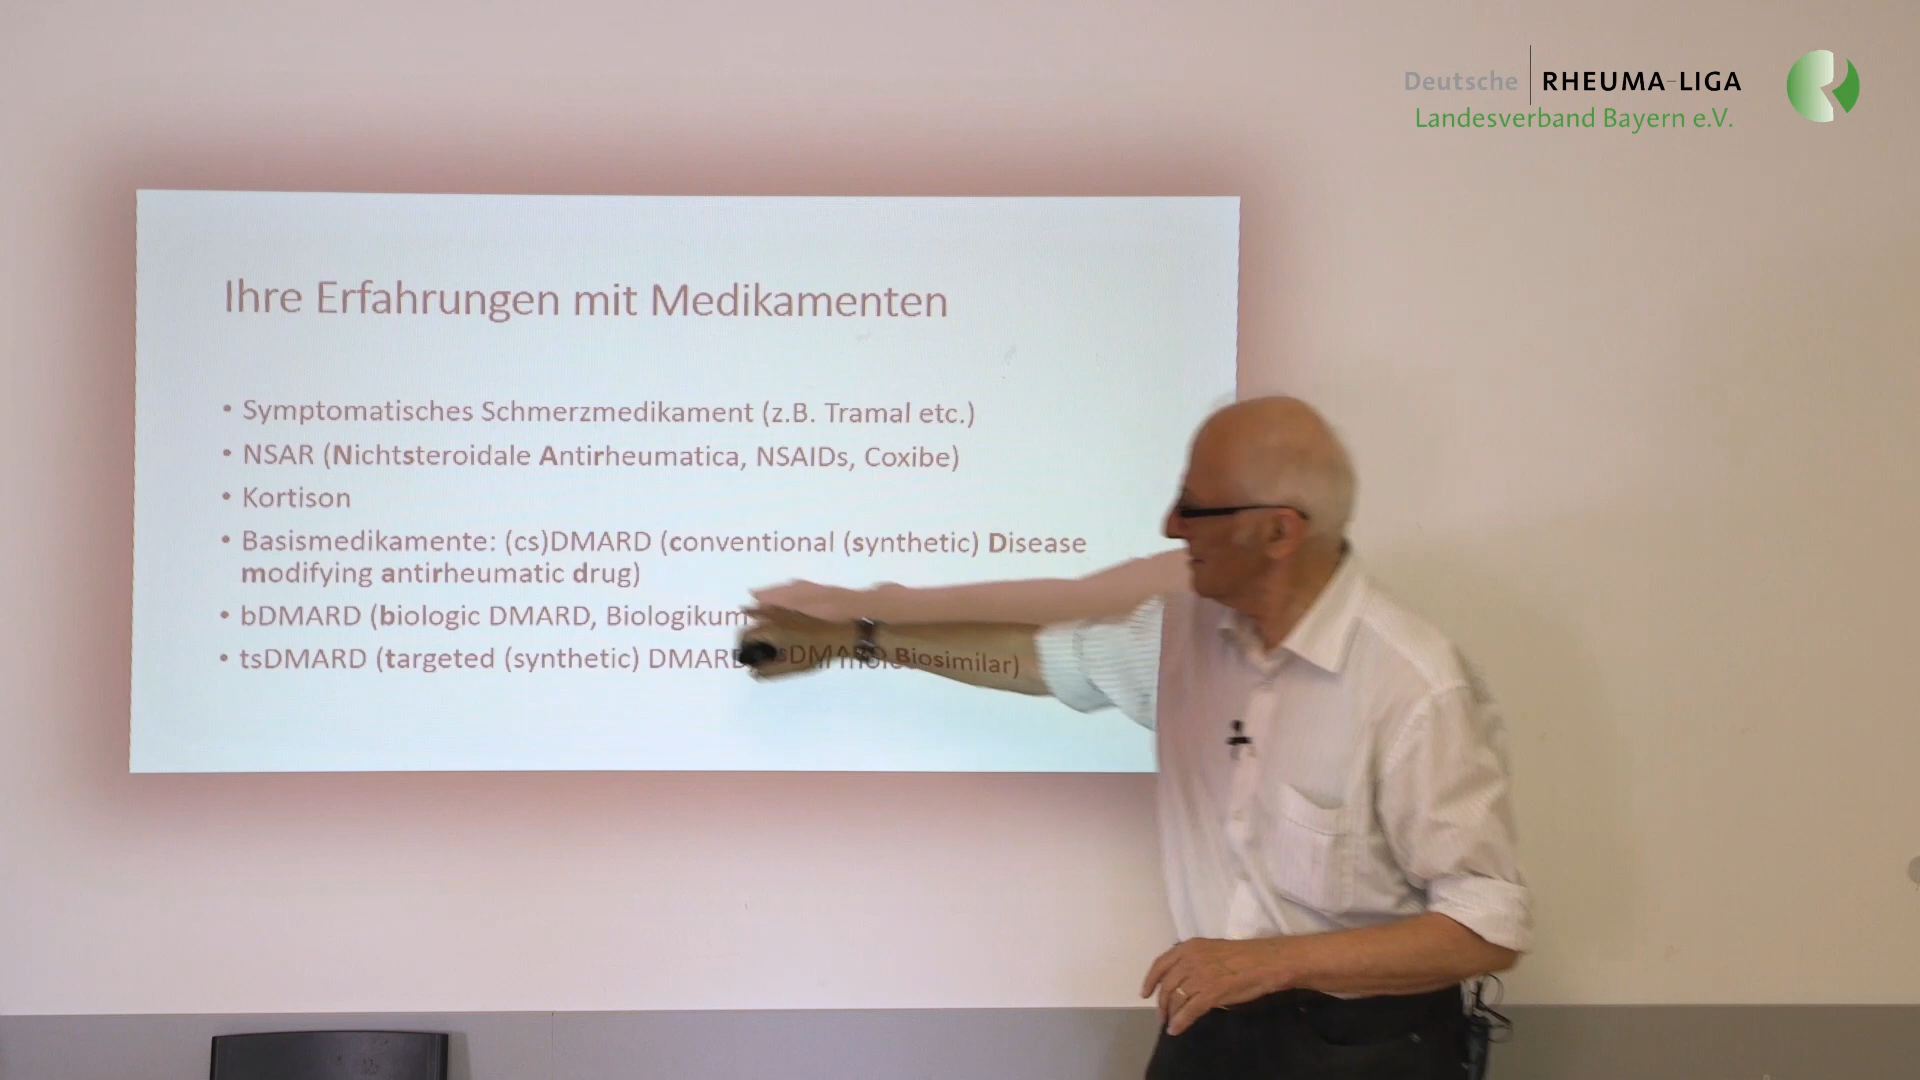 Deutsche RHEUMA-LIGA
Landesverband Bayern e.V.
Ihre Erfahrungen mit Medikamenten
• Symptomatisches Schmerzmedikament (z.B. Tramal etc.)
• NSAR (Nichtsteroidale Antirheumatica, NSAIDs, Coxibe)
• Kortison
• Basismedikamente: (cs)DMARD (conventional (synthetic) Disease
modifying antirheumatic drug)
• bDMARD (biologic DMARD, Biologikum
• tsDMARD (targeted (synthetic) DMARD Biosimilar)